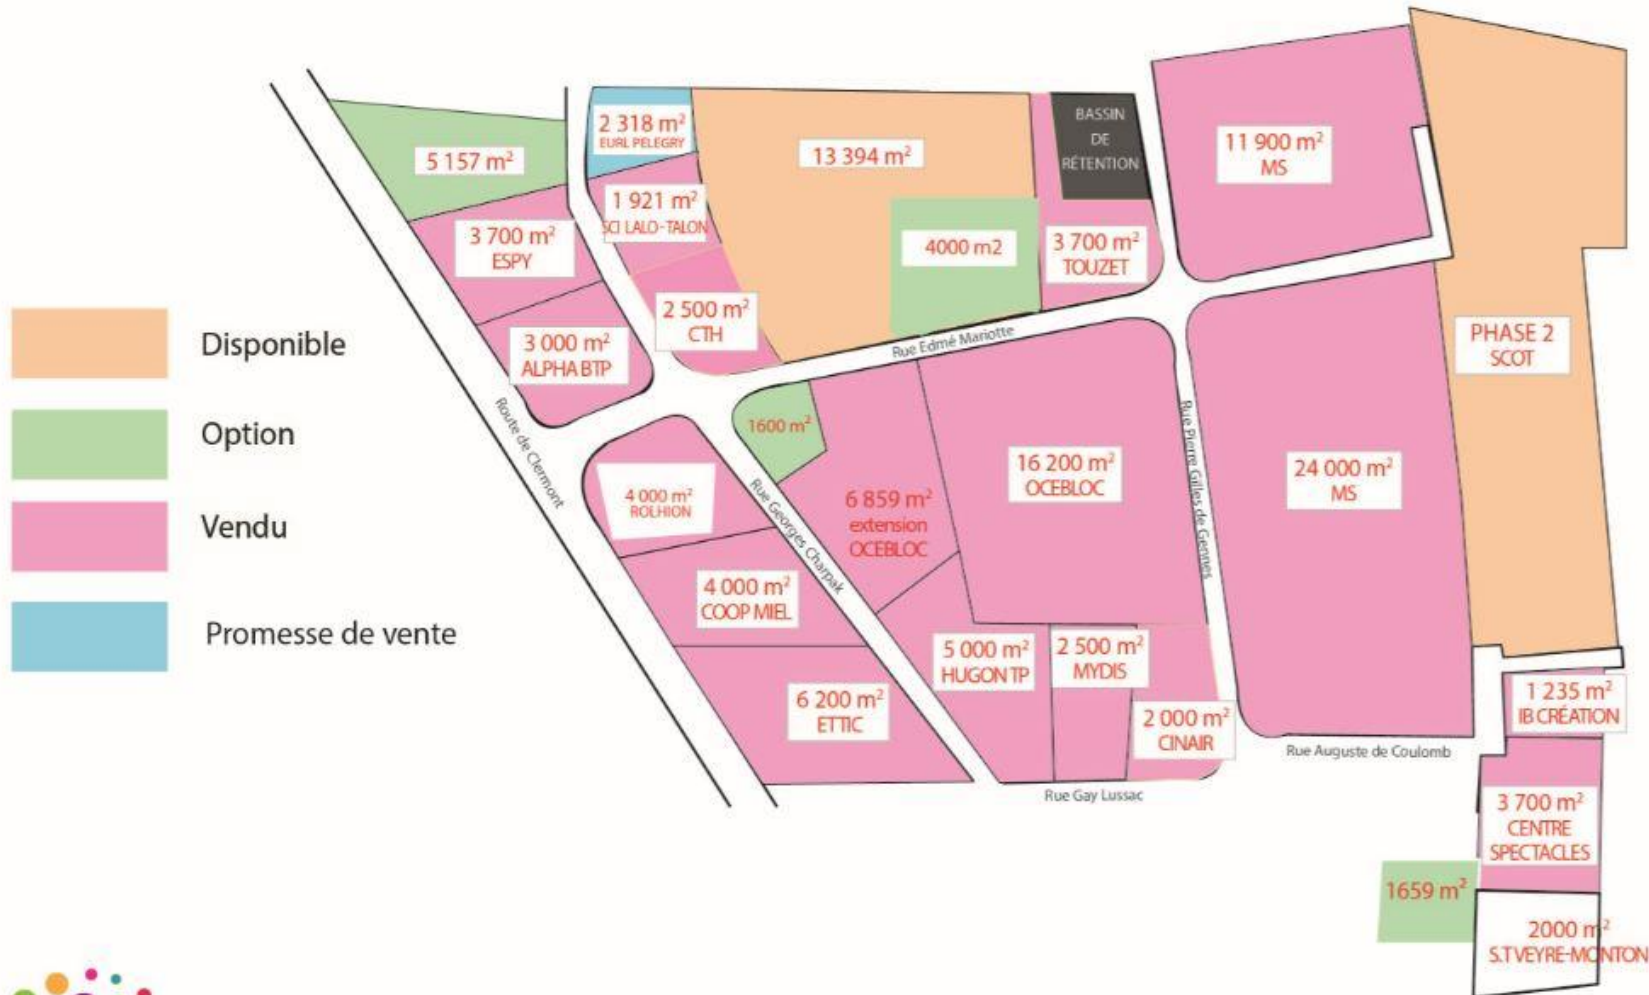 2 318 m²
EURL PELEGRY
BASSIN
DE
RÉTENTION
11 900 m²
MS
5 157 m²
13 394 m²
1 921 m²
SCI LALO-TALON
3 700 m²
ESPY
4000 m2
3 700 m²
TOUZET
2 500 m²
CTH
3 000 m²
ALPHA BTP
Rue Edmé Mariotte
PHASE 2
SCOT
Disponible
Option
Vendu
Promesse de vente
Route de Clermont
1600 m²
Rue Pierre Gilles de Gennes
16 200 m²
OCEBLOC
24 000 m²
MS
4 000 m²
ROLHION
Rue Georges Charpak
6 859 m²
extension
OCEBLOC
4 000 m²
COOP MIEL
5 000 m²
HUGON TP
2 500 m²
MYDIS
6 200 m²
ETTIC
2 000 m²
CINAIR
1 235 m²
IB CRÉATION
Rue Auguste de Coulomb
Rue Gay Lussac
3 700 m²
CENTRE
SPECTACLES
1659 m²
2000 m²
S.T VEYRE-MONTON